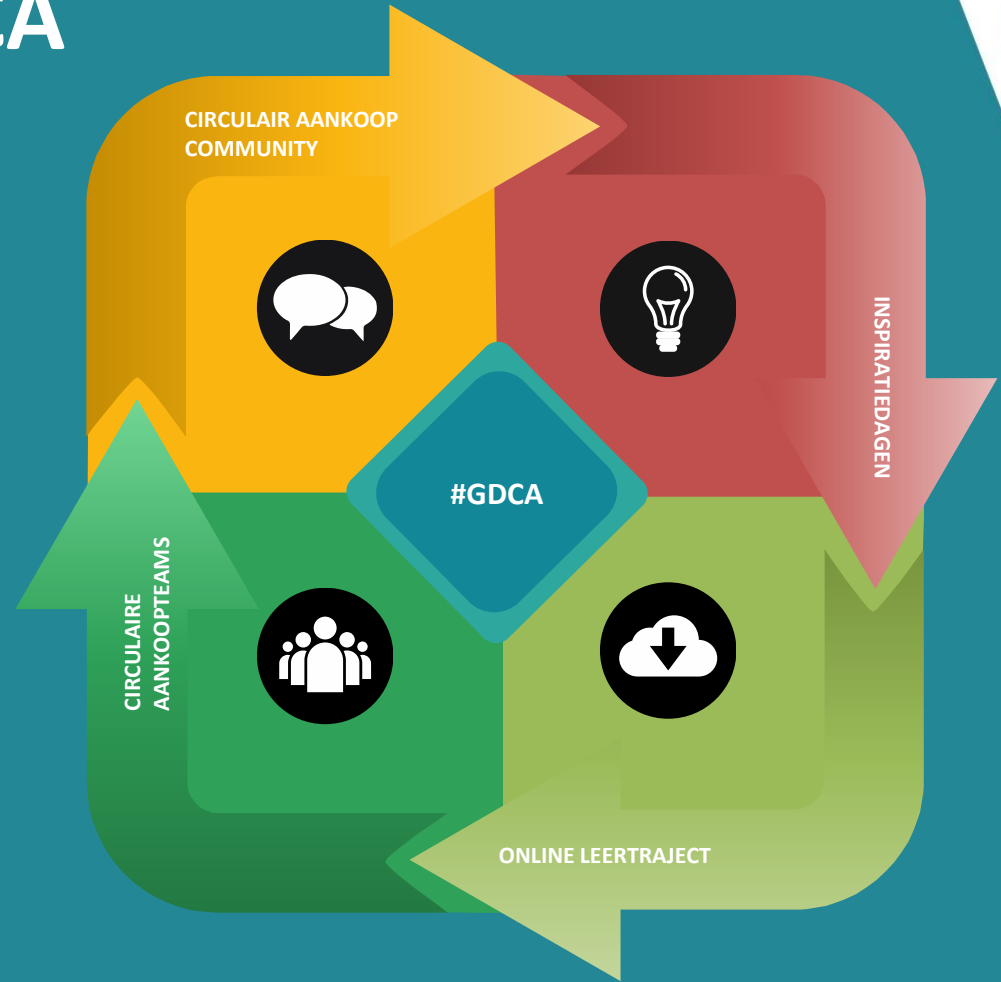 CA
CIRCULAIR AANKOOP
COMMUNITY
INSPIRATIEDAGEN
#GDCA
CIRCULAIRE
AANKOOPTEAMS
ONLINE LEERTRAJECT